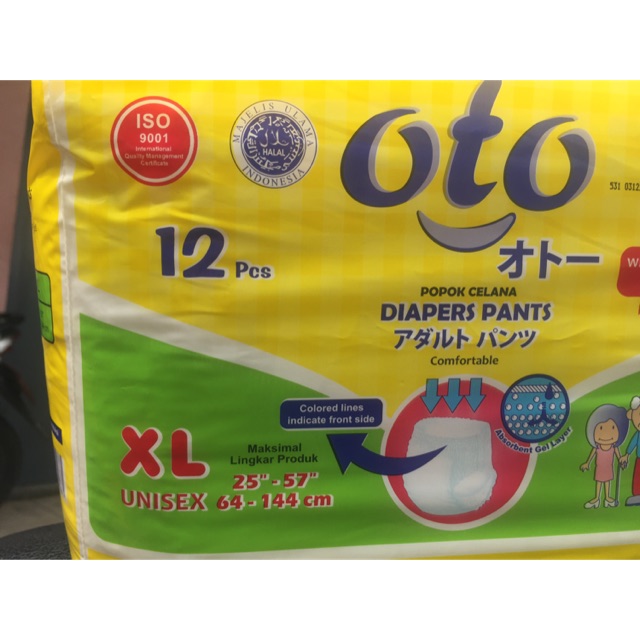 ISO
9001
International
Quality Management
Certificate
MAJELIS ULAMA
HALAL
INDONESIA
oto
オトー
531 0312
12 Pcs
POPOK CELANA
DIAPERS PANTS
アダルト パンツ
Comfortable
Colored lines
indicate front side
Absorbent Gel Layer
XL
UNISEX
Maksimal
Lingkar Produk
25" - 57"
64 - 144 cm